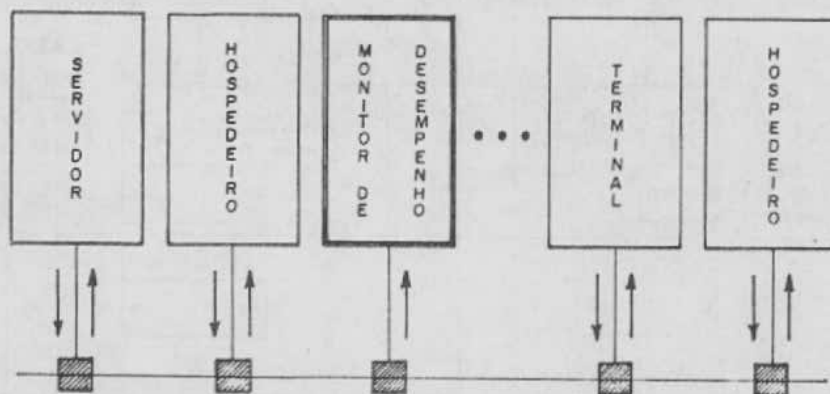 SERVIDOR
HOSPEDEIRO
MONITOR DE
DESEMPENHO
• • •
TERMINAL
HOSPEDEIRO